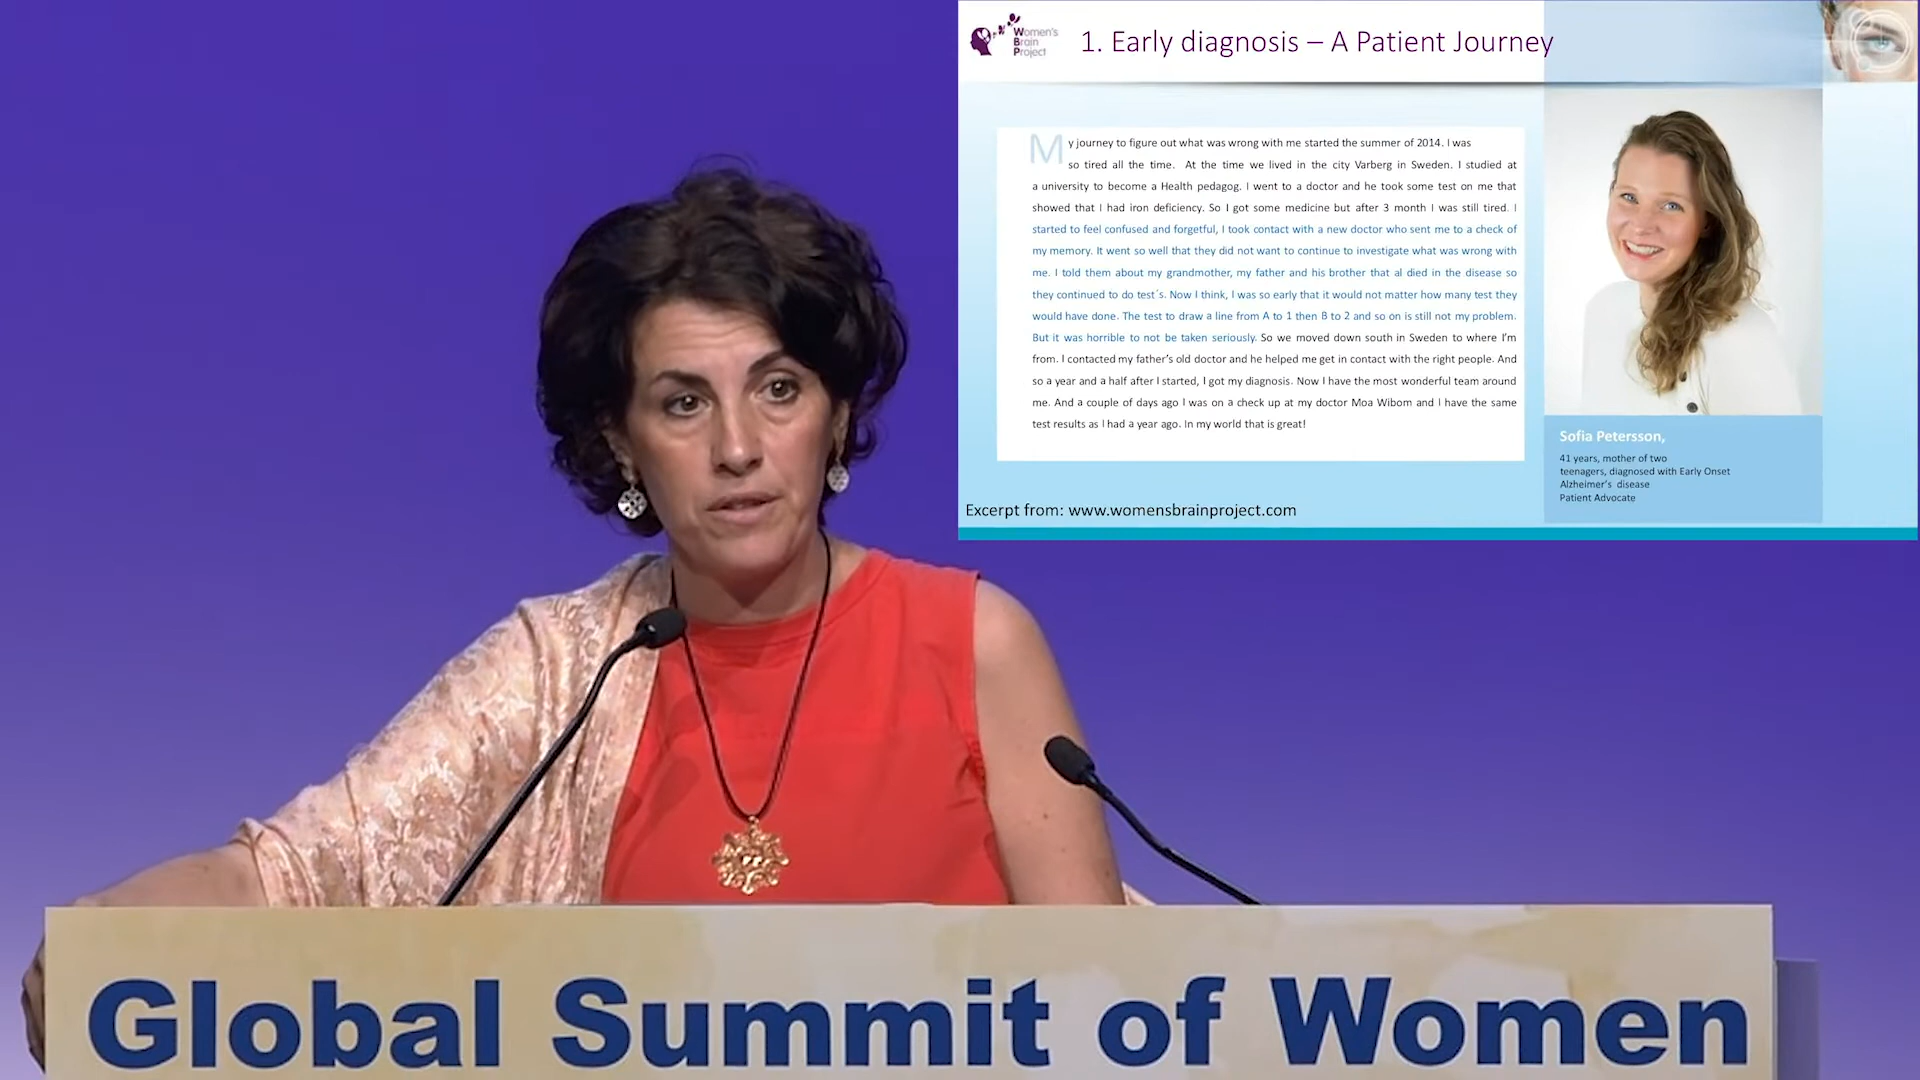 Women's
Brain
Project
1. Early diagnosis – A Patient Journey
My journey to figure out what was wrong with me started the summer of 2014. I was
so tired all the time. At the time we lived in the city Varberg in Sweden. I studied at
a university to become a Health pedagog. I went to a doctor and he took some test on me that
showed that I had iron deficiency. So I got some medicine but after 3 month I was still tired. I
started to feel confused and forgetful, I took contact with a new doctor who sent me to a check of
my memory. It went so well that they did not want to continue to investigate what was wrong with
me. I told them about my grandmother, my father and his brother that al died in the disease so
they continued to do test´s. Now I think, I was so early that it would not matter how many test they
would have done. The test to draw a line from A to 1 then B to 2 and so on is still not my problem.
But it was horrible to not be taken seriously. So we moved down south in Sweden to where I'm
from. I contacted my father's old doctor and he helped me get in contact with the right people. And
so a year and a half after I started, I got my diagnosis. Now I have the most wonderful team around
me. And a couple of days ago I was on a check up at my doctor Moa Wibom and I have the same
test results as I had a year ago. In my world that is great!
Sofia Petersson,
41 years, mother of two
teenagers, diagnosed with Early Onset
Alzheimer's disease
Patient Advocate
Excerpt from: www.womensbrainproject.com
Global Summit of Women